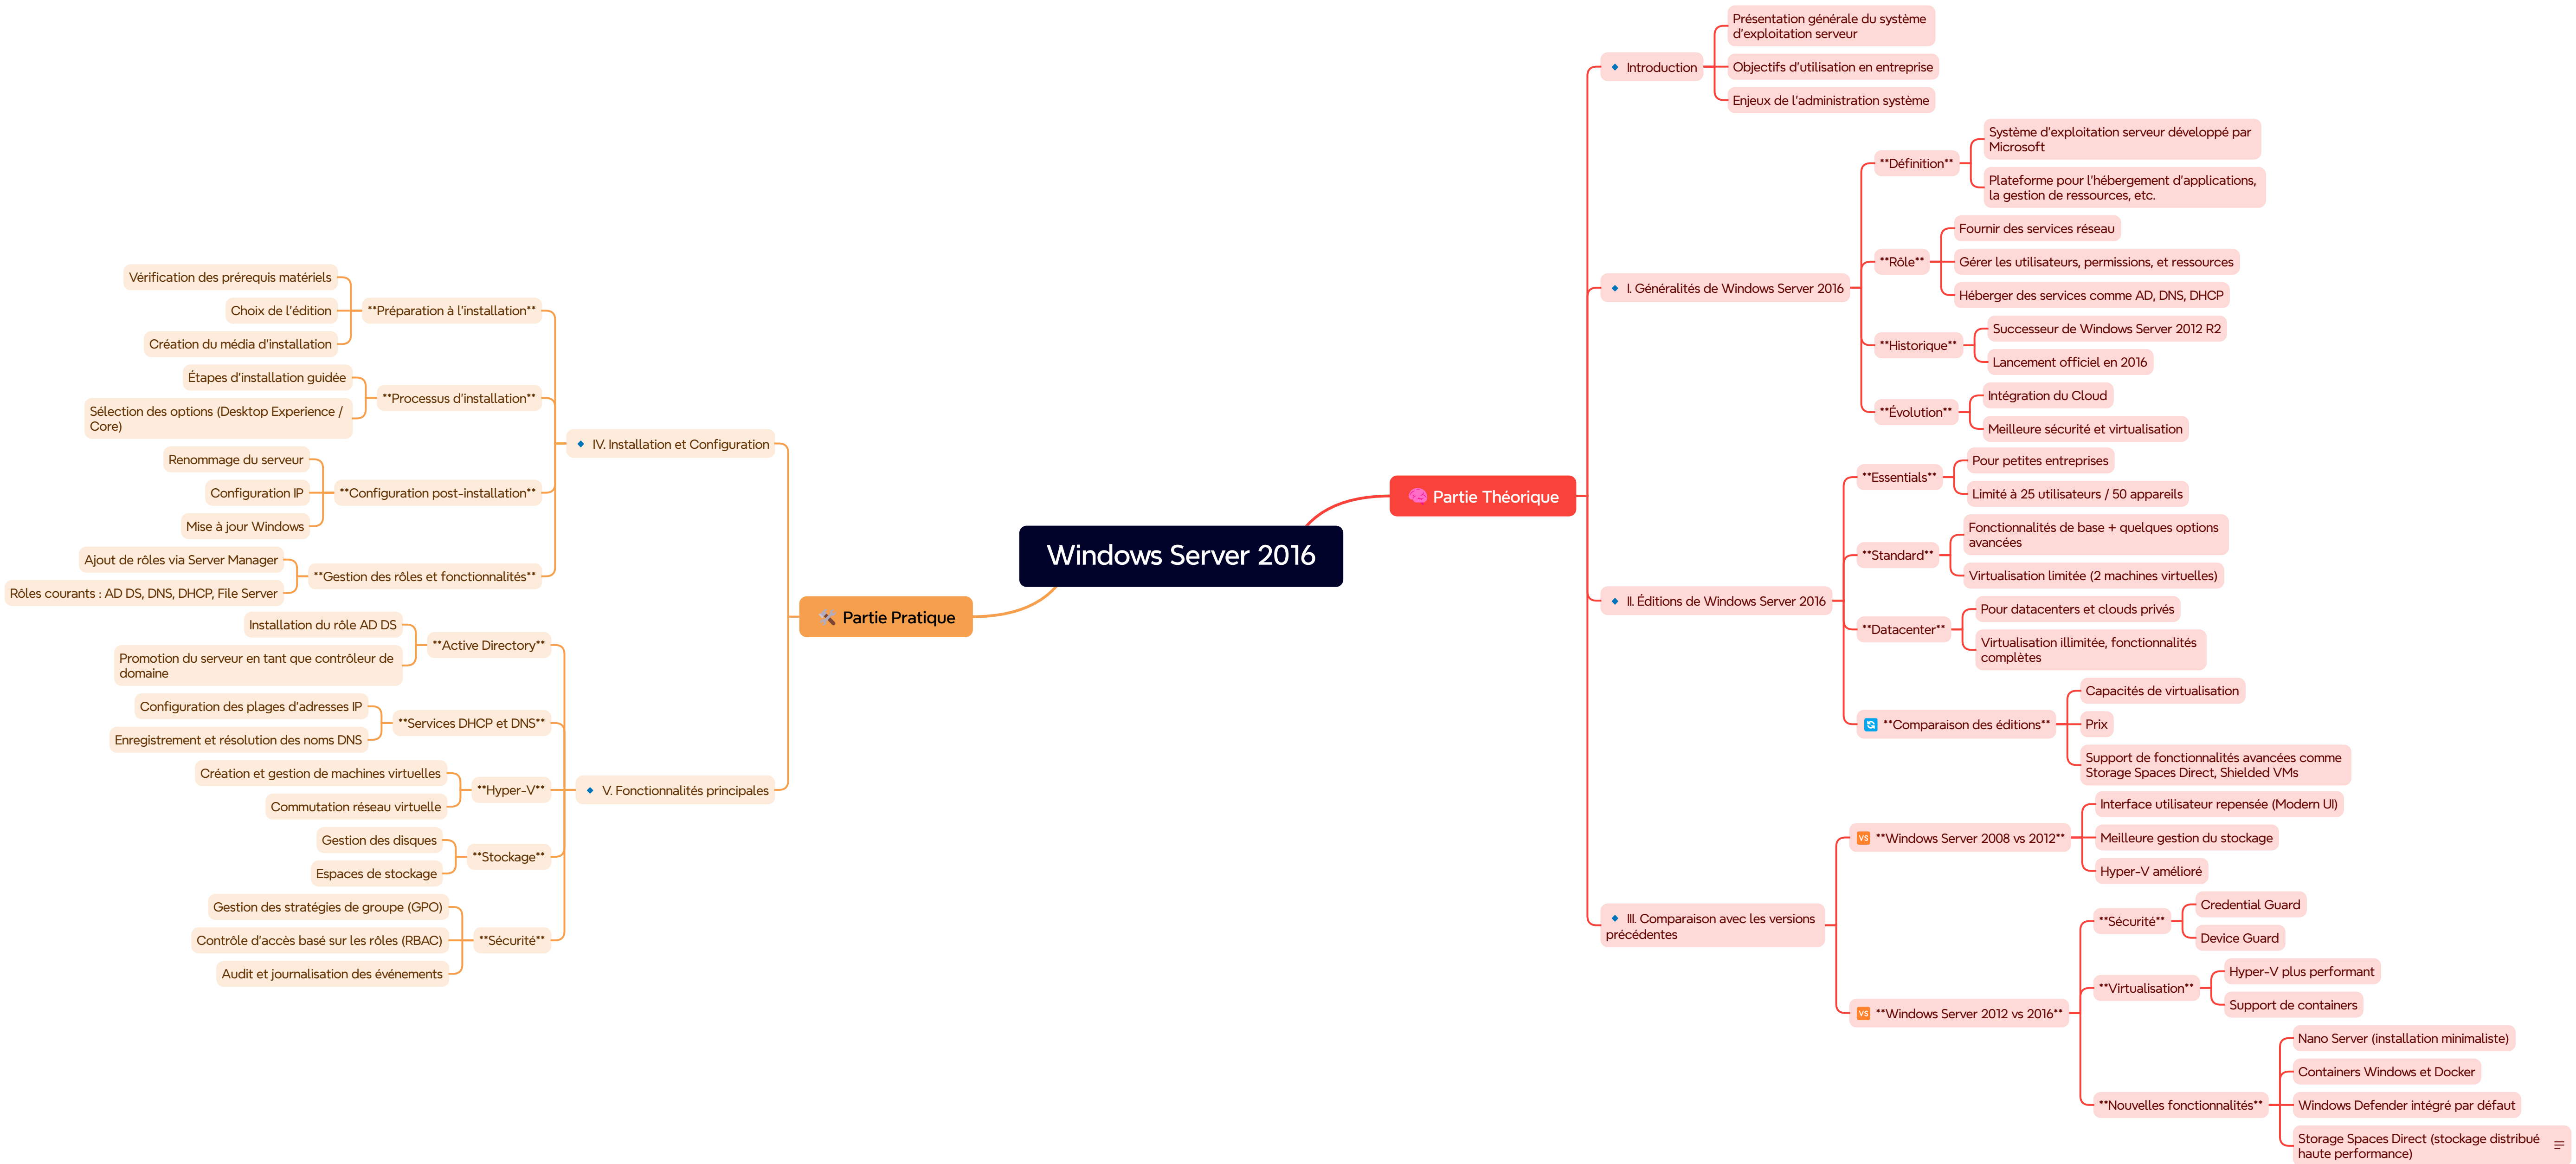 Windows Server 2016
🧠 Partie Théorique
🔹 Introduction
Présentation générale du système
d'exploitation serveur
Objectifs d'utilisation en entreprise
Enjeux de l'administration système
🔹 I. Généralités de Windows Server 2016
**Définition**
Système d'exploitation serveur développé par
Microsoft
Plateforme pour l'hébergement d'applications,
la gestion de ressources, etc.
**Rôle**
Fournir des services réseau
Gérer les utilisateurs, permissions, et ressources
Héberger des services comme AD, DNS, DHCP
**Historique**
Successeur de Windows Server 2012 R2
Lancement officiel en 2016
**Évolution**
Intégration du Cloud
Meilleure sécurité et virtualisation
🔹 II. Éditions de Windows Server 2016
**Essentials**
Pour petites entreprises
Limité à 25 utilisateurs / 50 appareils
**Standard**
Fonctionnalités de base + quelques options
avancées
Virtualisation limitée (2 machines virtuelles)
**Datacenter**
Pour datacenters et clouds privés
Virtualisation illimitée, fonctionnalités
complètes
🔄 **Comparaison des éditions**
Capacités de virtualisation
Prix
Support de fonctionnalités avancées comme
Storage Spaces Direct, Shielded VMs
🔹 III. Comparaison avec les versions
précédentes
🆚 **Windows Server 2008 vs 2012**
Interface utilisateur repensée (Modern UI)
Meilleure gestion du stockage
Hyper-V amélioré
🆚 **Windows Server 2012 vs 2016**
**Sécurité**
Credential Guard
Device Guard
**Virtualisation**
Hyper-V plus performant
Support de containers
**Nouvelles fonctionnalités**
Nano Server (installation minimaliste)
Containers Windows et Docker
Windows Defender intégré par défaut
Storage Spaces Direct (stockage distribué
haute performance)
🛠️ Partie Pratique
🔹 IV. Installation et Configuration
**Préparation à l'installation**
Vérification des prérequis matériels
Choix de l'édition
Création du média d'installation
**Processus d'installation**
Étapes d'installation guidée
Sélection des options (Desktop Experience /
Core)
**Configuration post-installation**
Renommage du serveur
Configuration IP
Mise à jour Windows
**Gestion des rôles et fonctionnalités**
Ajout de rôles via Server Manager
Rôles courants : AD DS, DNS, DHCP, File Server
🔹 V. Fonctionnalités principales
**Active Directory**
Installation du rôle AD DS
Promotion du serveur en tant que contrôleur de
domaine
**Services DHCP et DNS**
Configuration des plages d'adresses IP
Enregistrement et résolution des noms DNS
**Hyper-V**
Création et gestion de machines virtuelles
Commutation réseau virtuelle
**Stockage**
Gestion des disques
Espaces de stockage
**Sécurité**
Gestion des stratégies de groupe (GPO)
Contrôle d'accès basé sur les rôles (RBAC)
Audit et journalisation des événements